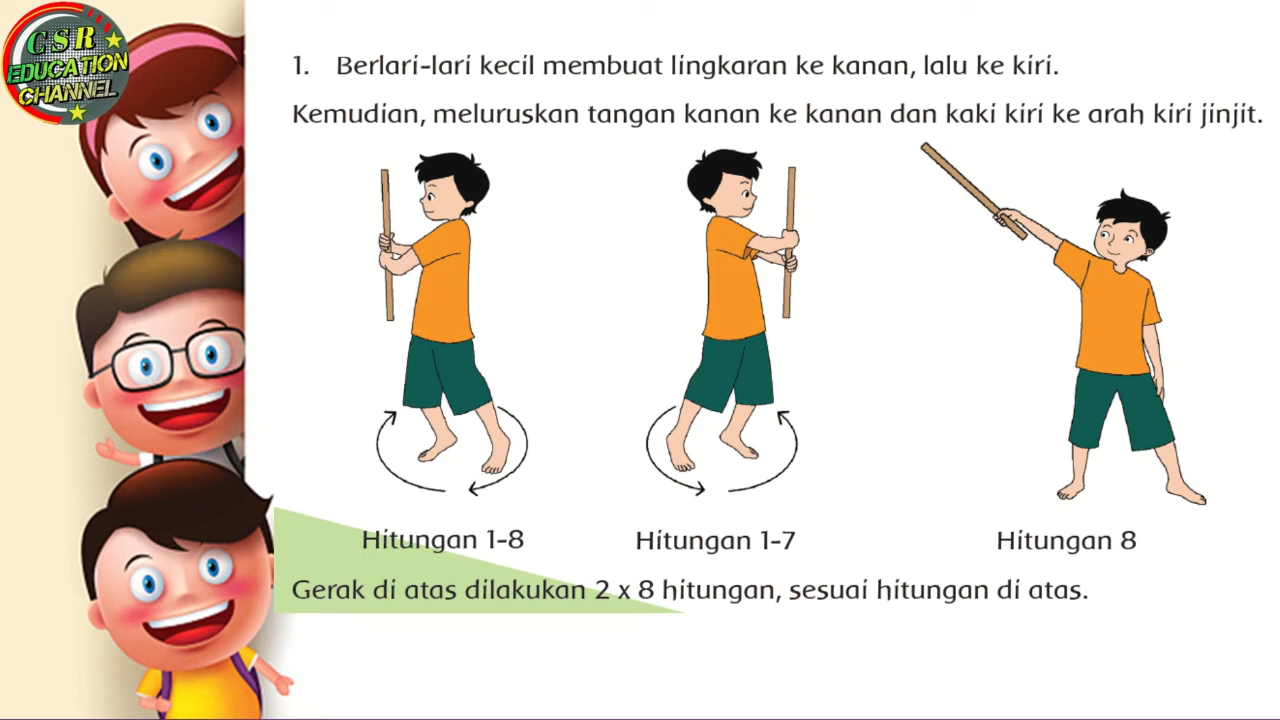 CSR
EDUCATION
CHANNEL
1. Berlari-lari kecil membuat lingkaran ke kanan, lalu ke kiri.
Kemudian, meluruskan tangan kanan ke kanan dan kaki kiri ke arah kiri jinjit.
Hitungan 1-8
Hitungan 1-7
Hitungan 8
Gerak di atas dilakukan 2 x 8 hitungan, sesuai hitungan di atas.